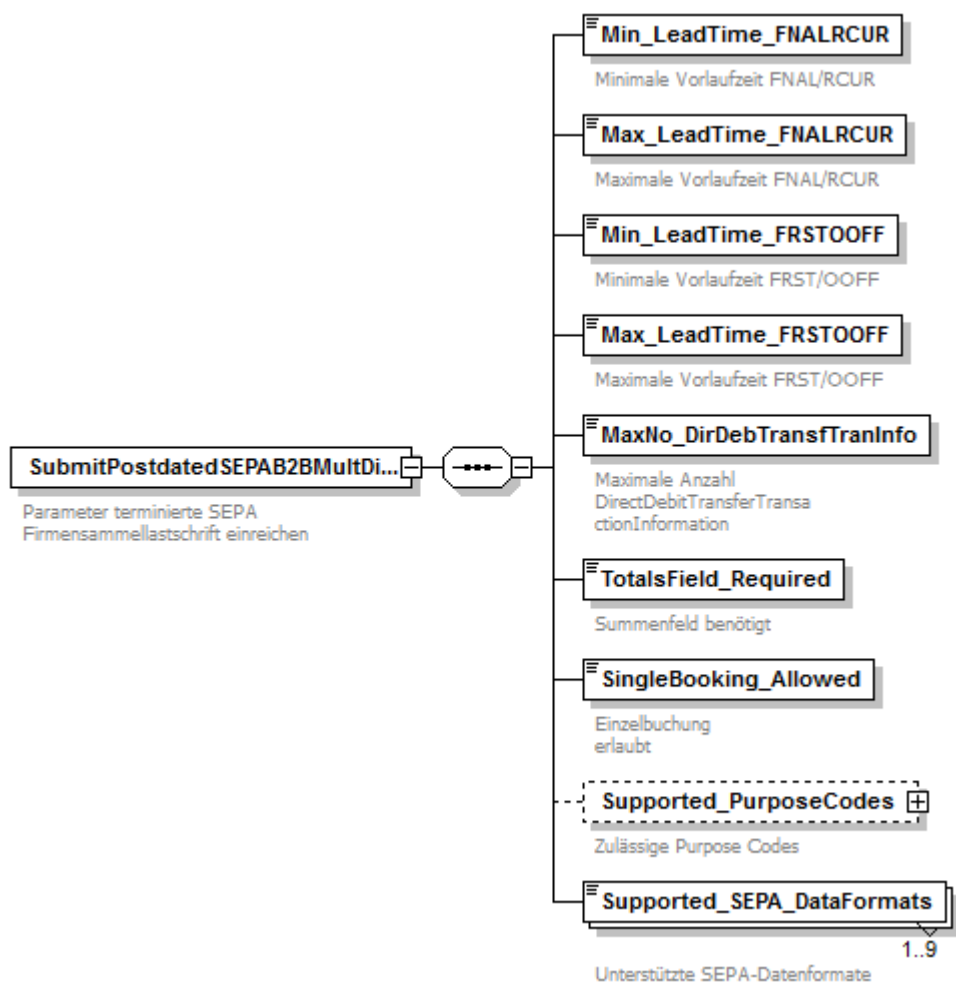 Min_LeadTime_FNALRCUR
Minimale Vorlaufzeit FNAL/RCUR
Max_LeadTime_FNALRCUR
Maximale Vorlaufzeit FNAL/RCUR
Min_LeadTime_FRSTOOFF
Minimale Vorlaufzeit FRST/OOFF
Max_LeadTime_FRSTOOFF
Maximale Vorlaufzeit FRST/OOFF
MaxNo_DirDebTransfTranInfo
Maximale Anzahl
DirectDebitTransferTransa
ctionInformation
SubmitPostdatedSEPAB2BMultDi...
Parameter terminierte SEPA
Firmensammellastschrift einreichen
TotalsField_Required
Summenfeld benötigt
SingleBooking_Allowed
Einzelbuchung
erlaubt
Supported_PurposeCodes
Zulässige Purpose Codes
Supported_SEPA_DataFormats
1..9
Unterstützte SEPA-Datenformate